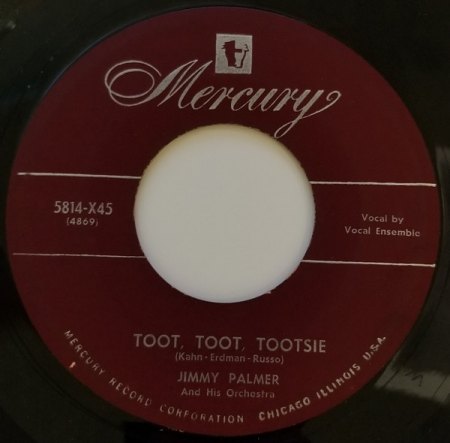 Mercury
5814-X45
(4869)
Vocal by
Vocal Ensemble
TOOT, TOOT, TOOTSIE
(Kahn-Erdman-Russo)
JIMMY PALMER
And His Orchestra
MERCURY RECORD CORPORATION CHICAGO ILLINOIS U.S.A.